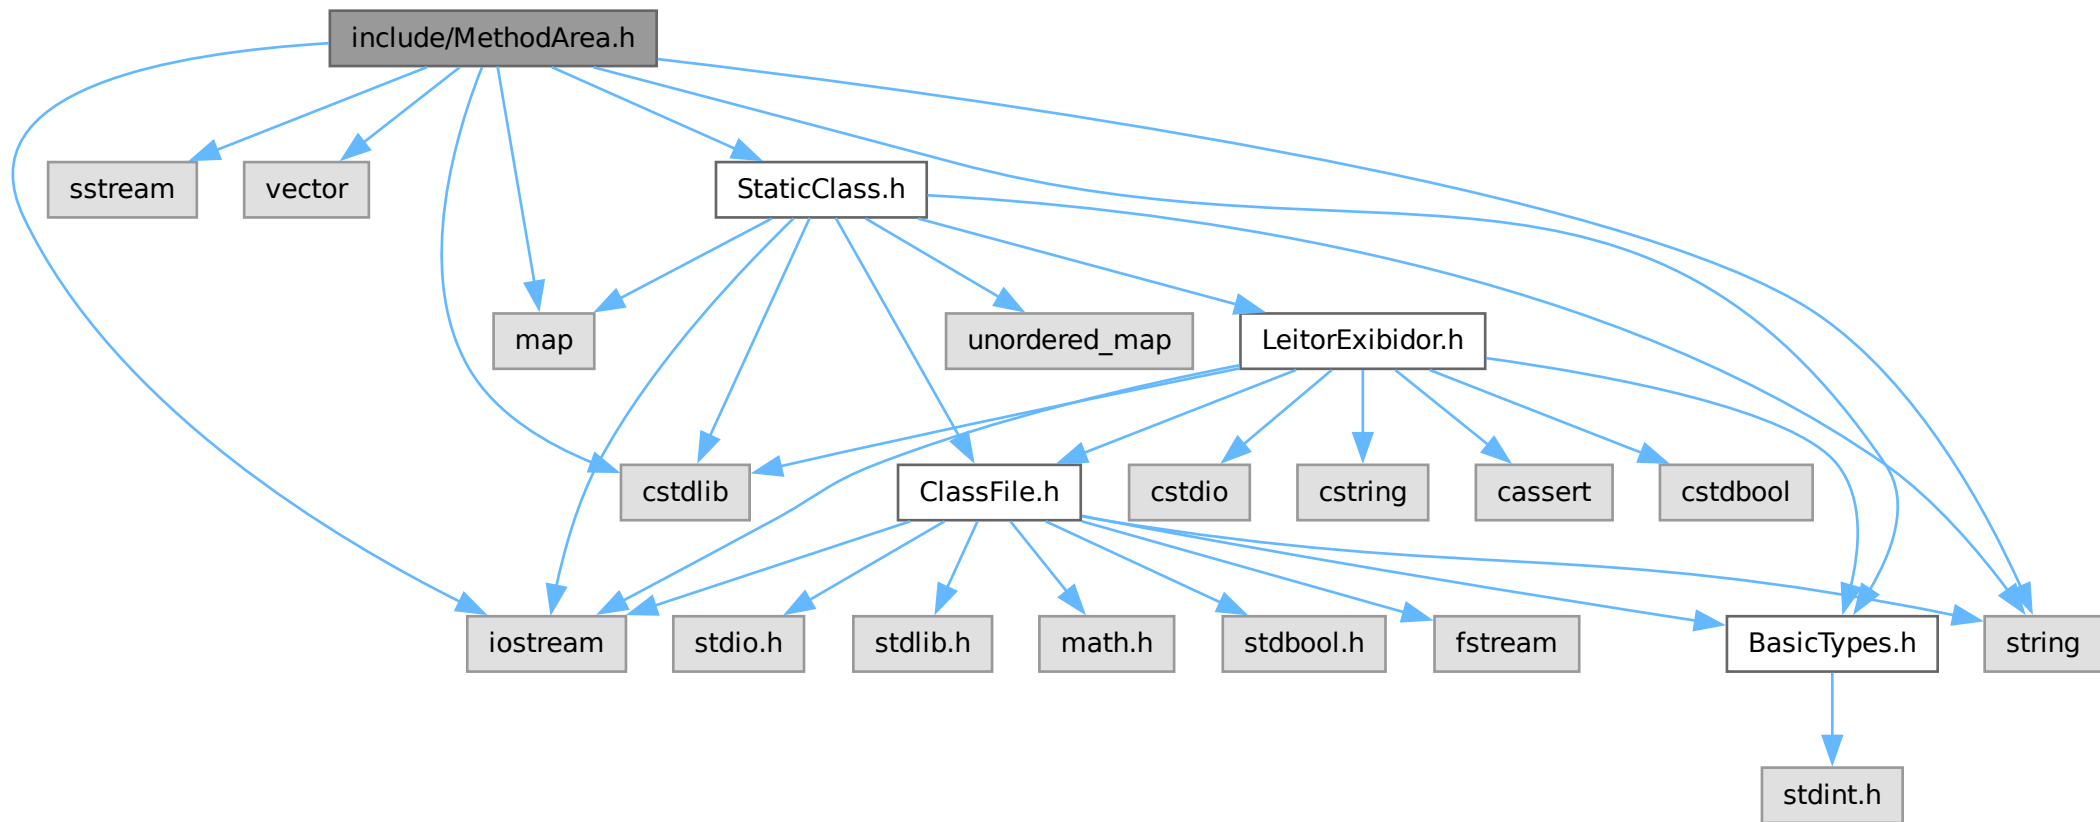 include/MethodArea.h
sstream
vector
StaticClass.h
map
unordered_map
LeitorExibidor.h
cstdlib
ClassFile.h
cstdio
cstring
cassert
cstdbool
iostream
stdio.h
stdlib.h
math.h
stdbool.h
fstream
BasicTypes.h
string
stdint.h